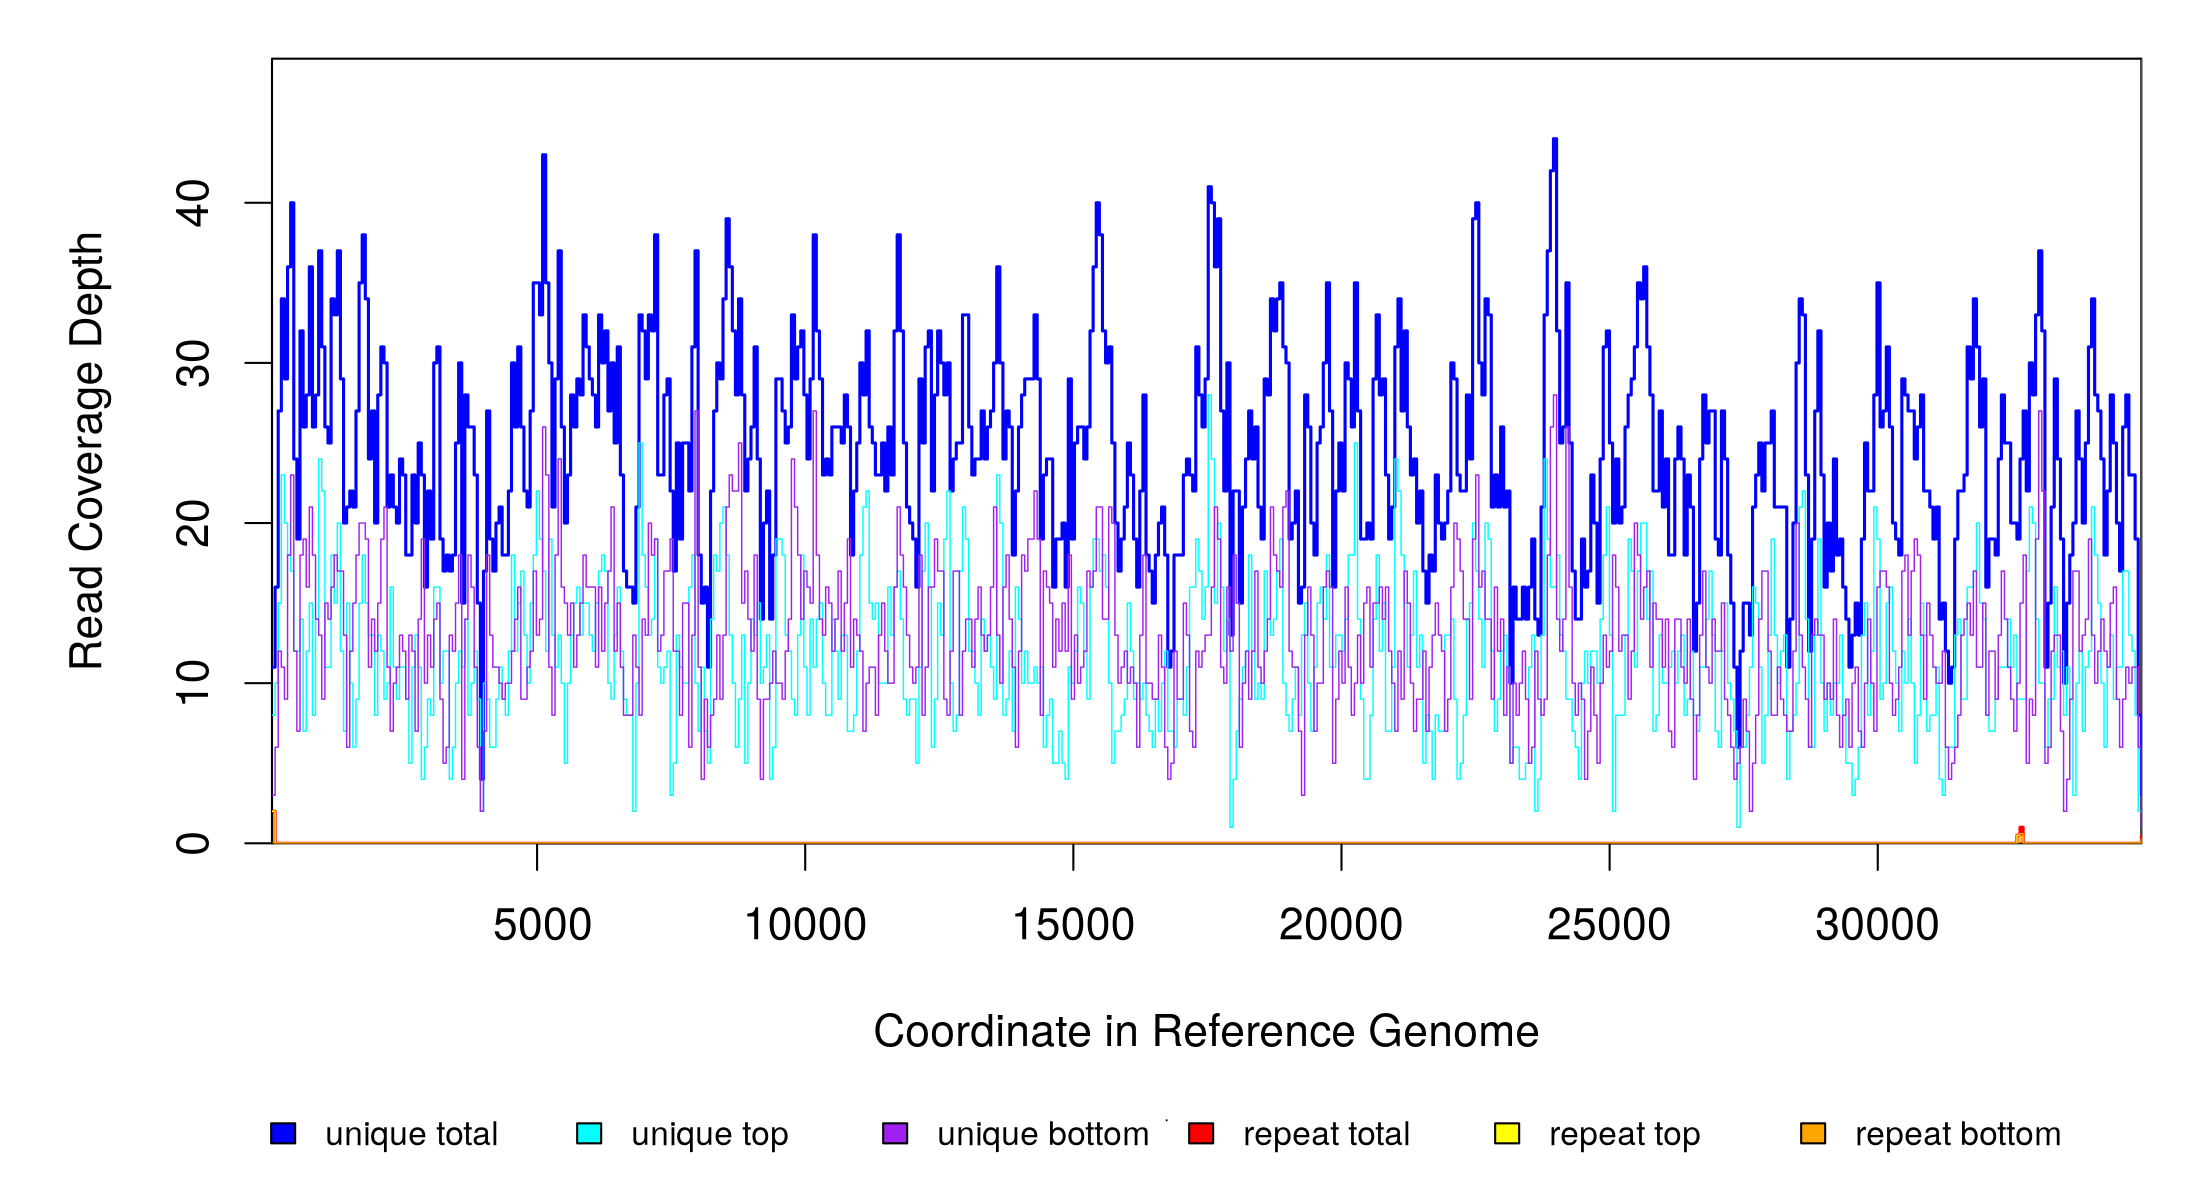 Read Coverage Depth
40
30
20
10
0
5000 10000 15000 20000 25000 30000
Coordinate in Reference Genome
unique total unique top unique bottom repeat total repeat top repeat bottom